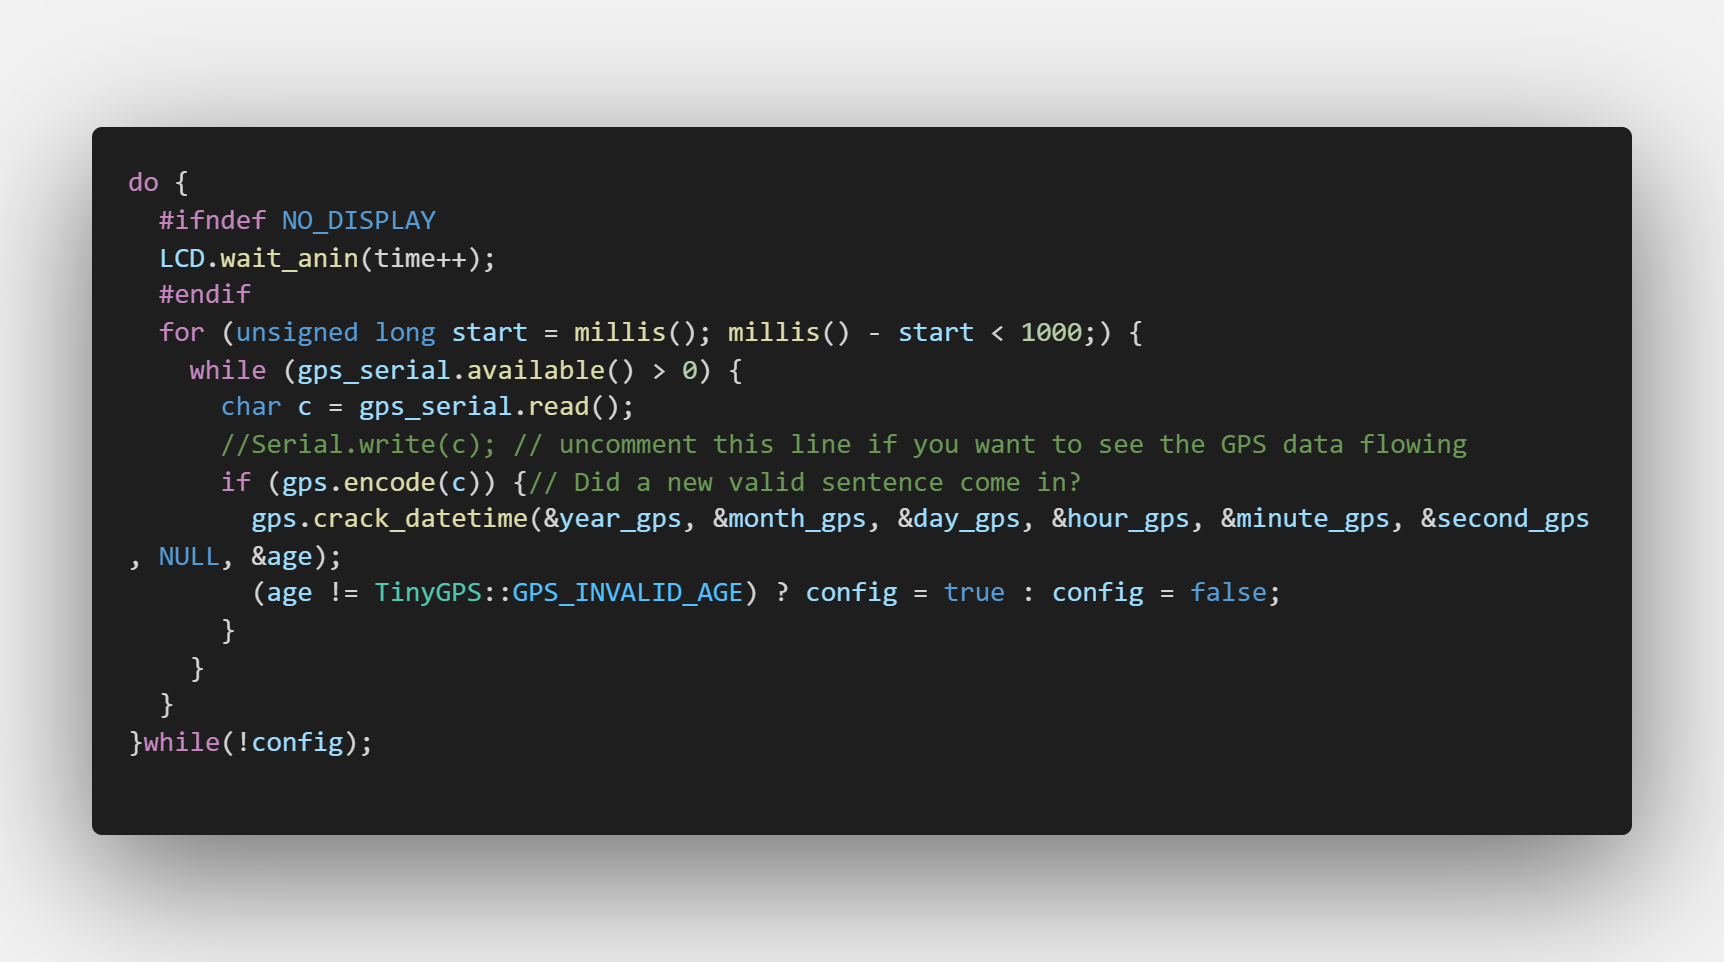 do {
  #ifndef NO_DISPLAY
  LCD.wait_anin(time++);
  #endif
  for (unsigned long start = millis(); millis() - start < 1000;) {
    while (gps_serial.available() > 0) {
      char c = gps_serial.read();
      //Serial.write(c); // uncomment this line if you want to see the GPS data flowing
      if (gps.encode(c)) {// Did a new valid sentence come in?
        gps.crack_datetime(&year_gps, &month_gps, &day_gps, &hour_gps, &minute_gps, &second_gps
, NULL, &age);
        (age != TinyGPS::GPS_INVALID_AGE) ? config = true : config = false;
      }
    }
  }
}while(!config);